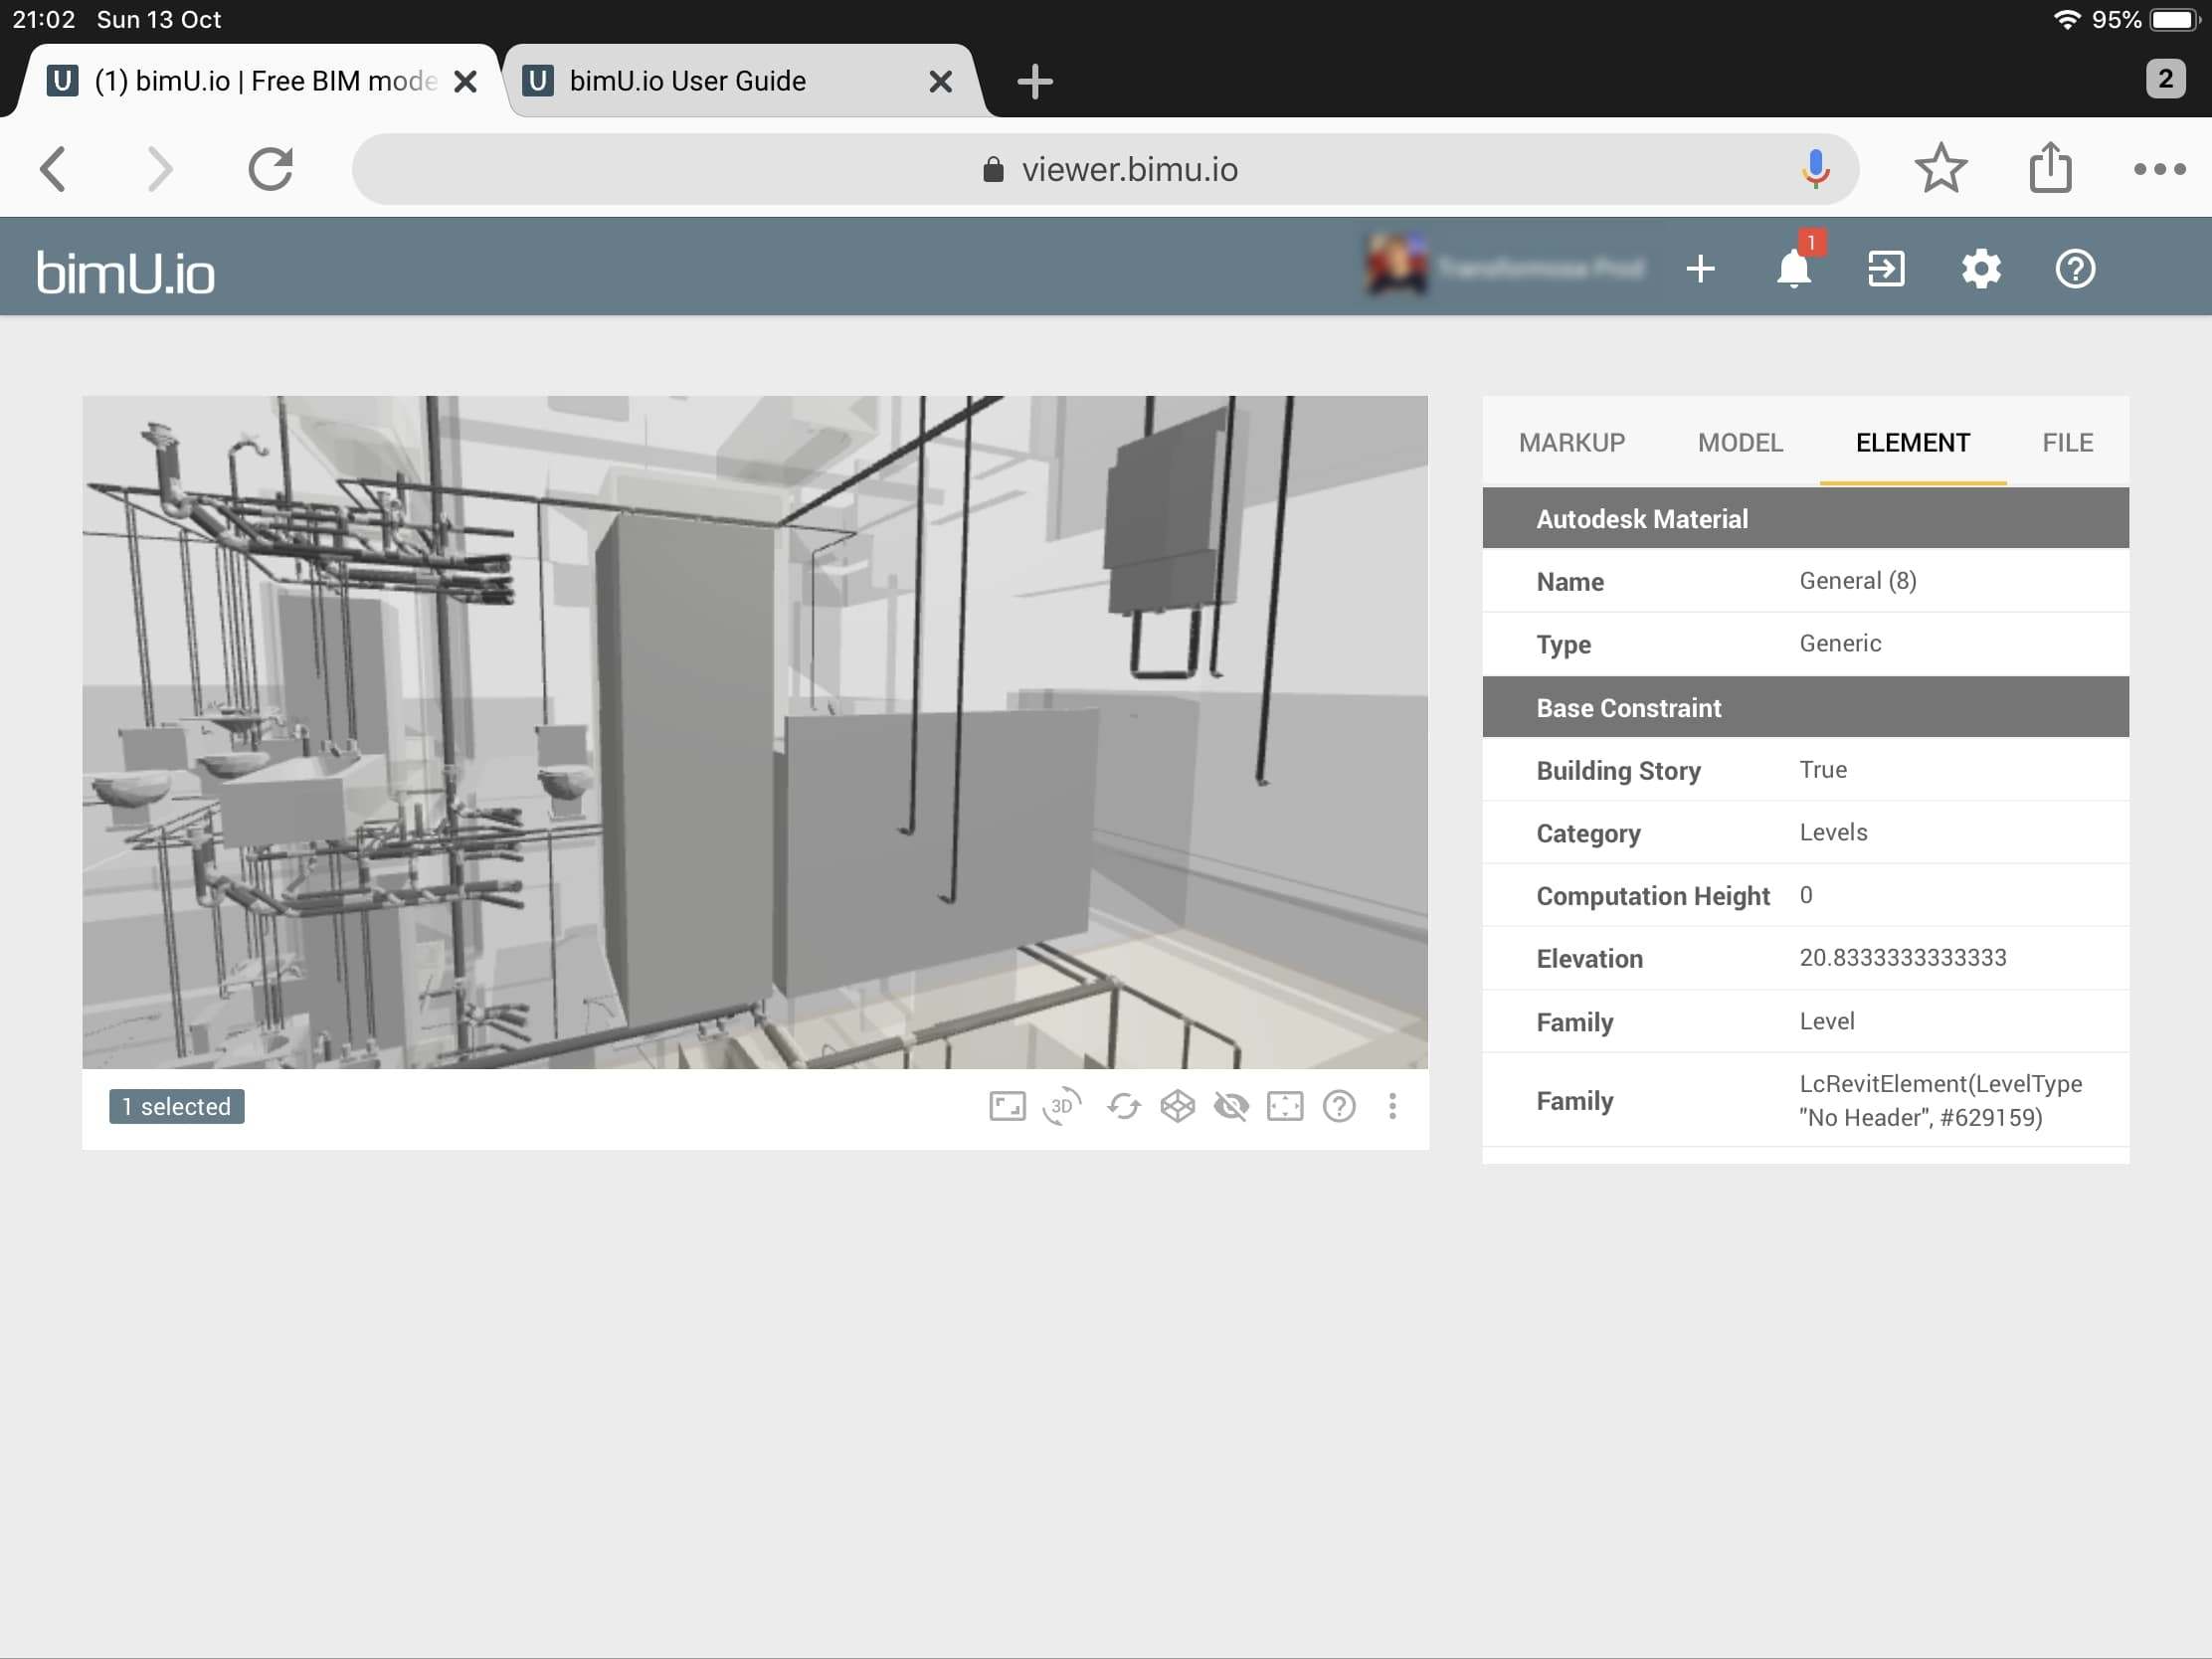 21:02 Sun 13 Oct 95%
U (1) bimU.io | Free BIM mode U bimU.io User Guide 2
viewer.bimu.io
bimU.io 1
MARKUP MODEL ELEMENT FILE
Autodesk Material
Name General (8)
Type Generic
Base Constraint
Building Story True
Category Levels
Computation Height 0
Elevation 20.8333333333333
Family Level
Family LcRevitElement(LevelType
"No Header", #629159)
1 selected 3D